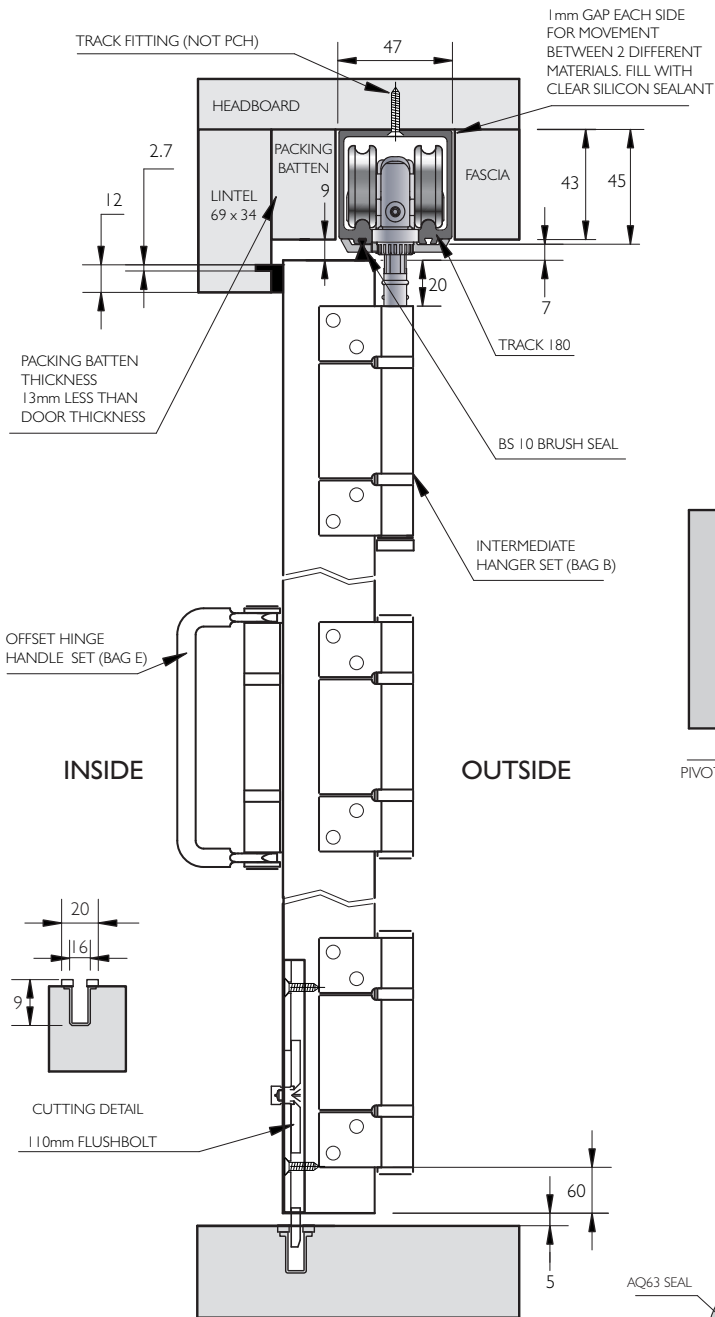 TRACK FITTING (NOT PCH)
47
1mm GAP EACH SIDE
FOR MOVEMENT
BETWEEN 2 DIFFERENT
MATERIALS. FILL WITH
CLEAR SILICON SEALANT
HEADBOARD
PACKING
BATTEN
9
LINTEL
69 x 34
FASCIA
2.7
12
43
45
20
7
PACKING BATTEN
THICKNESS
13mm LESS THAN
DOOR THICKNESS
TRACK 180
BS 10 BRUSH SEAL
INTERMEDIATE
HANGER SET (BAG B)
OFFSET HINGE
HANDLE SET (BAG E)
INSIDE
OUTSIDE
PIVOT
20
16
9
CUTTING DETAIL
110mm FLUSHBOLT
60
5
AQ63 SEAL